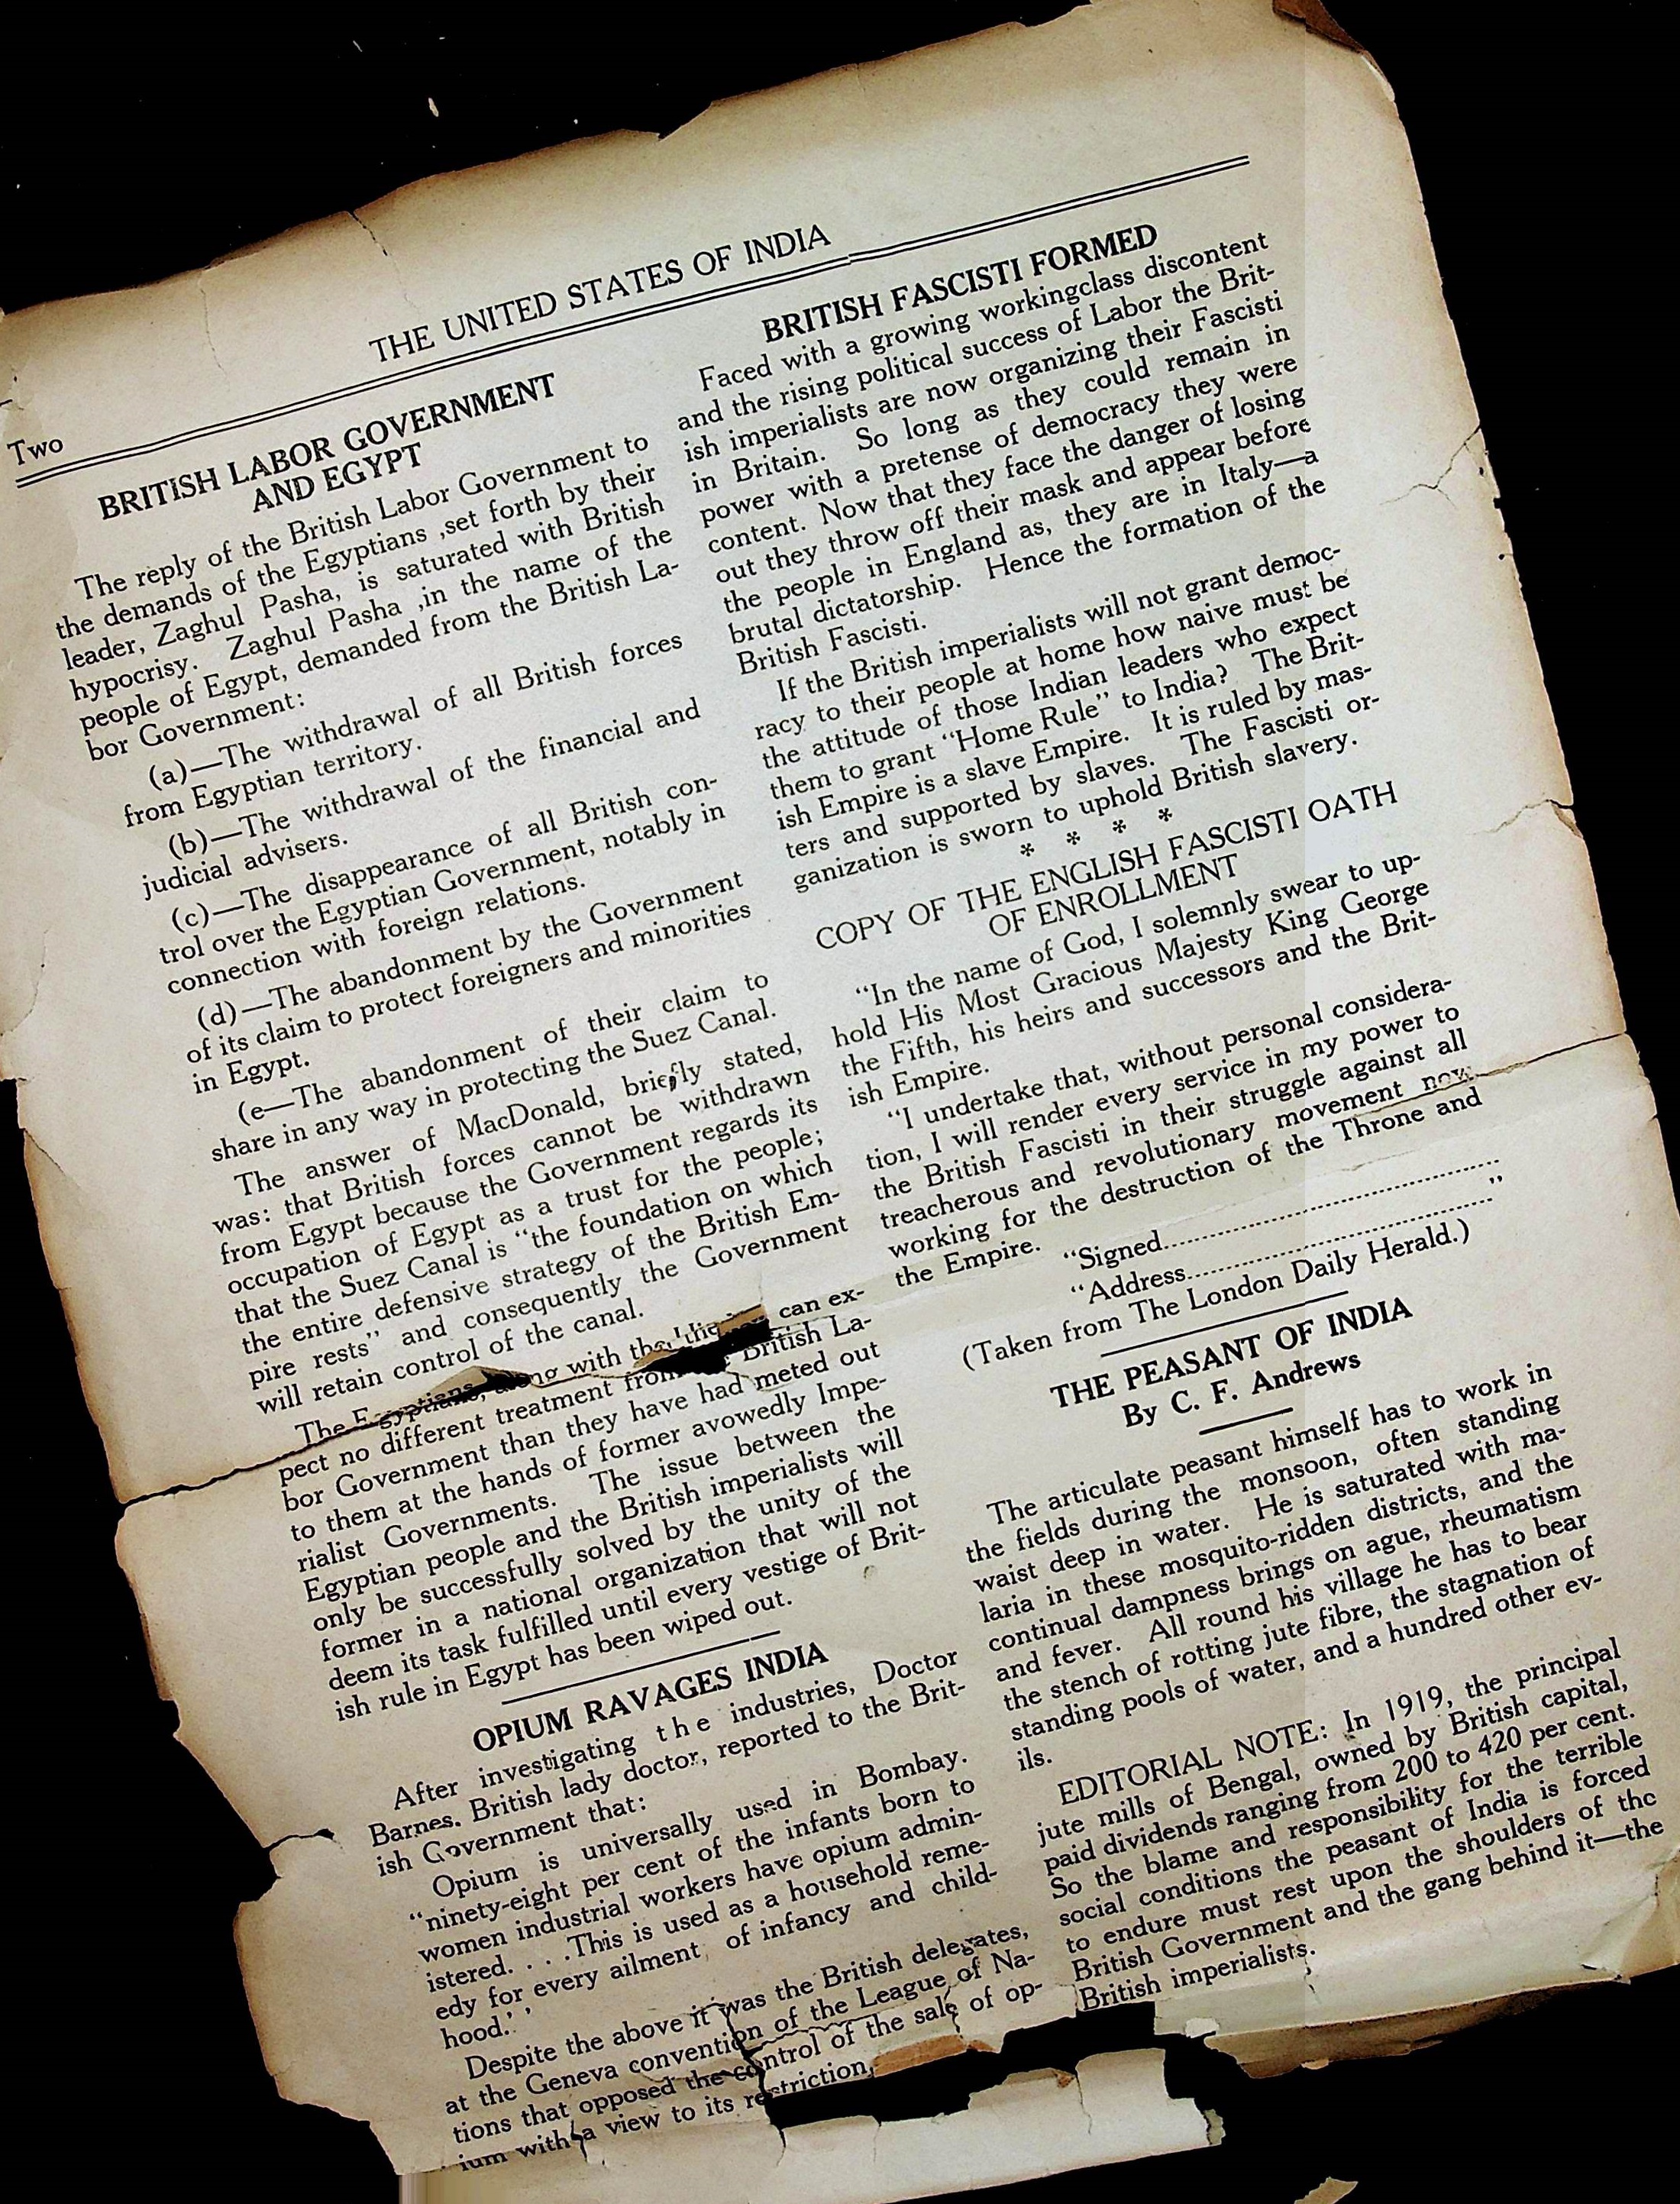 Two
THE UNITED STATES OF INDIA
BRITISH LABOR GOVERNMENT
AND EGYPT
The reply of the British Labor Government to
the demands of the Egyptians ,set forth by their
leader, Zaghul Pasha, is saturated with British
hypocrisy. Zaghul Pasha ,in the name of the
people of Egypt, demanded from the British La-
bor Government:
(a)—The withdrawal of all British forces
from Egyptian territory.
(b)—The withdrawal of the financial and
judicial advisers.
(c)—The disappearance of all British con-
trol over the Egyptian Government, notably in
connection with foreign relations.
(d)—The abandonment by the Government
of its claim to protect foreigners and minorities
in Egypt.
(e—The abandonment of their claim to
share in any way in protecting the Suez Canal.
The answer of MacDonald, briefly stated,
was: that British forces cannot be withdrawn
from Egypt because the Government regards its
occupation of Egypt as a trust for the people;
that the Suez Canal is "the foundation on which
the entire defensive strategy of the British Em-
pire rests" and consequently the Government
will retain control of the canal.
The Egyptians, along with the can ex-
pect no different treatment from British La-
bor Government than they have had meted out
to them at the hands of former avowedly Impe-
rialist Governments. The issue between the
Egyptian people and the British imperialists will
only be successfully solved by the unity of the
former in a national organization that will not
deem its task fulfilled until every vestige of Brit-
ish rule in Egypt has been wiped out.
OPIUM RAVAGES INDIA
After investigating the industries, Doctor
Barnes. British lady doctor, reported to the Brit-
ish Government that:
Opium is universally used in Bombay.
"ninety-eight per cent of the infants born to
women industrial workers have opium admin-
istered. . . .This is used as a household reme-
edy for every ailment of infancy and child-
hood.' '
Despite the above it was the British delegates,
at the Geneva convention of the League of Na-
tions that opposed the control of the sale of op-
ium with a view to its restriction.
BRITISH FASCISTI FORMED
Faced with a growing workingclass discontent
and the rising political success of Labor the Brit-
ish imperialists are now organizing their Fascisti
in Britain. So long as they could remain in
power with a pretense of democracy they were
content. Now that they face the danger of losing
out they throw off their mask and appear before
the people in England as, they are in Italy—a
brutal dictatorship. Hence the formation of the
British Fascisti.
If the British imperialists will not grant democ-
racy to their people at home how naive must be
the attitude of those Indian leaders who expect
them to grant "Home Rule" to India? The Brit-
ish Empire is a slave Empire. It is ruled by mas-
ters and supported by slaves. The Fascisti or-
ganization is sworn to uphold British slavery.
* * * *
COPY OF THE ENGLISH FASCISTI OATH
OF ENROLLMENT
"In the name of God, I solemnly swear to up-
hold His Most Gracious Majesty King George
the Fifth, his heirs and successors and the Brit-
ish Empire.
"I undertake that, without personal considera-
tion, I will render every service in my power to
the British Fascisti in their struggle against all
treacherous and revolutionary movement now
working for the destruction of the Throne and
the Empire.
"Signed..........................................
"Address........................................"
(Taken from The London Daily Herald.)
THE PEASANT OF INDIA
By C. F. Andrews
The articulate peasant himself has to work in
the fields during the monsoon, often standing
waist deep in water. He is saturated with ma-
laria in these mosquito-ridden districts, and the
continual dampness brings on ague, rheumatism
and fever. All round his village he has to bear
the stench of rotting jute fibre, the stagnation of
standing pools of water, and a hundred other ev-
ils.
EDITORIAL NOTE: In 1919, the principal
jute mills of Bengal, owned by British capital,
paid dividends ranging from 200 to 420 per cent.
So the blame and responsibility for the terrible
social conditions the peasant of India is forced
to endure must rest upon the shoulders of the
British Government and the gang behind it—the
British imperialists.